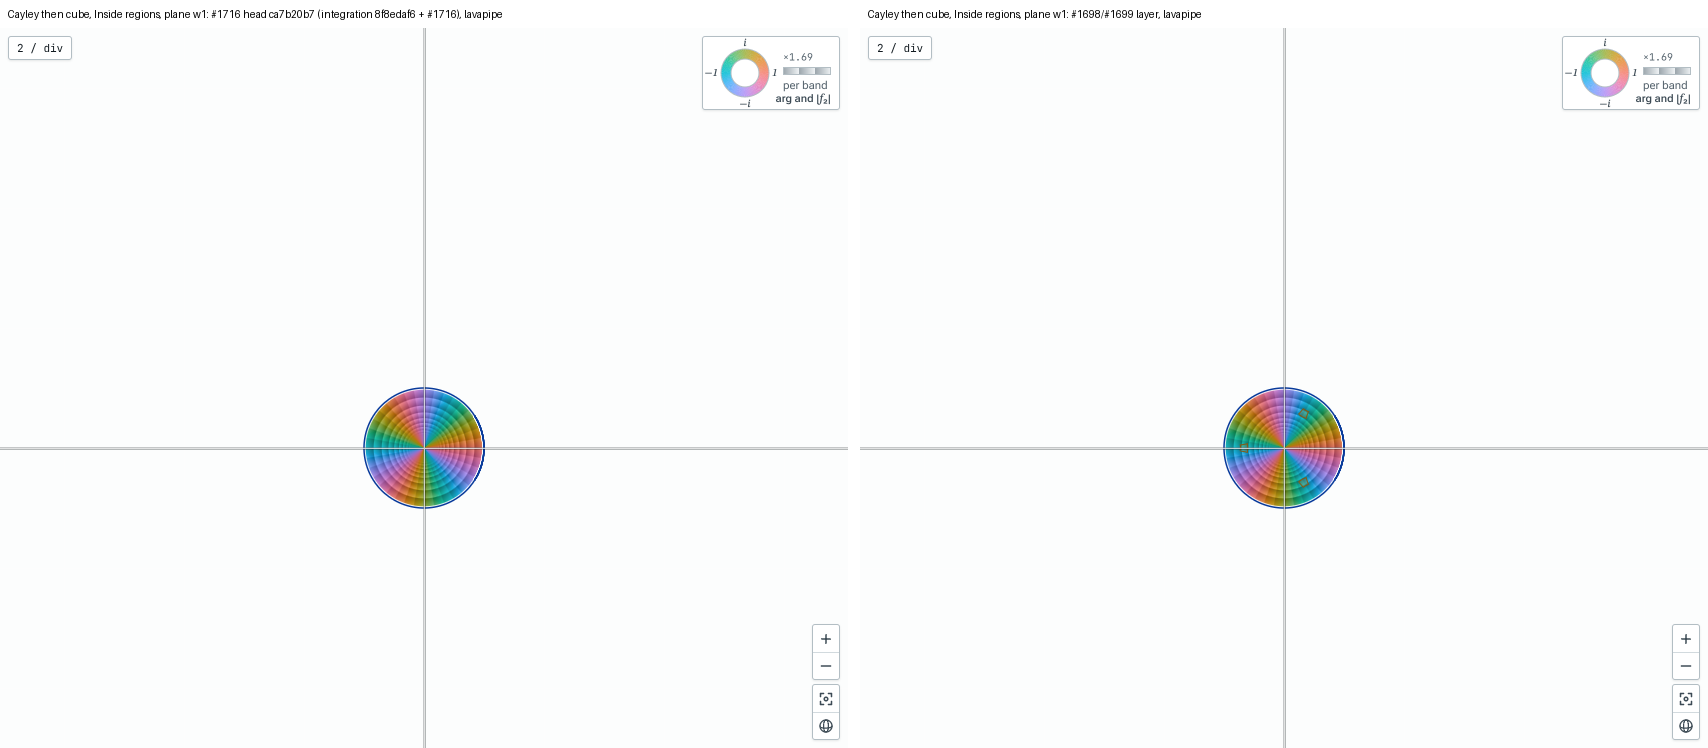 Cayley then cube, Inside regions, plane w1: #1716 head ca7b20b7 (integration 8f8edaf6 + #1716), lavapipe
2 / div
i
−1
1
−i
×1.69
per band
arg and |f₂|
Cayley then cube, Inside regions, plane w1: #1698/#1699 layer, lavapipe
2 / div
i
−1
1
−i
×1.69
per band
arg and |f₂|